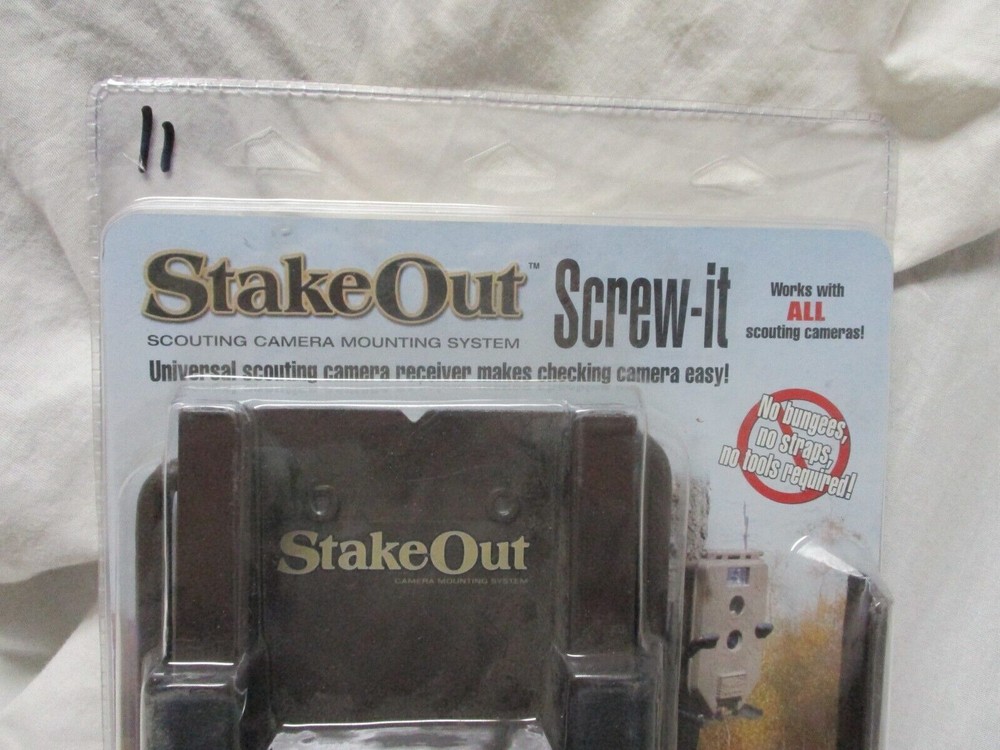 11
StakeOut™ Screw-it
SCOUTING CAMERA MOUNTING SYSTEM
Works with
ALL
scouting cameras!
Universal scouting camera receiver makes checking camera easy!
No bungees,
no straps,
no tools required!
StakeOut
CAMERA MOUNTING SYSTEM